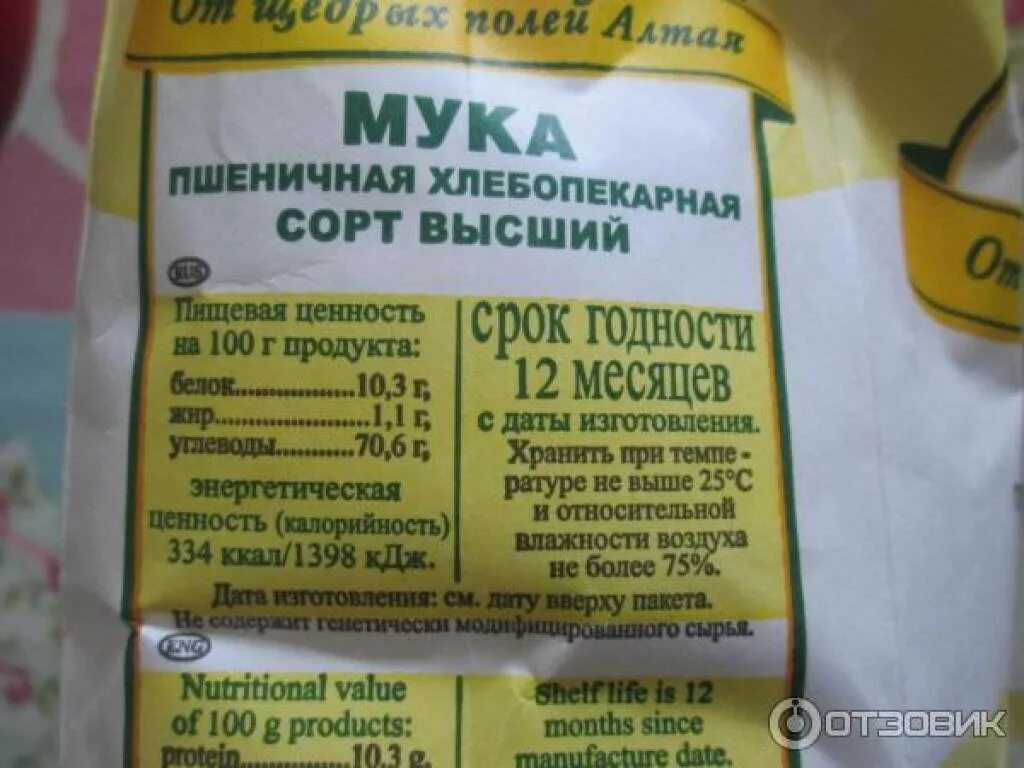 От щедрых полей Алтая
МУКА
ПШЕНИЧНАЯ ХЛЕБОПЕКАРНАЯ
СОРТ ВЫСШИЙ
RUS
Пищевая ценность
на 100 г продукта:
белок..............10,3 г,
жир....................1,1 г,
углеводы..........70,6 г,
энергетическая
ценность (калорийность)
334 ккал/1398 кДж.
срок годности
12 месяцев
с даты изготовления.
Хранить при темпе-
ратуре не выше 25°С
и относительной
влажности воздуха
не более 75%.
Дата изготовления: см. дату вверху пакета.
Не содержит генетически модифицированного сырья.
ENG
Nutritional value
of 100 g products:
protein..............10,3 g,
Shelf life is 12
months since
manufacture date.
От
ОТЗОВИК